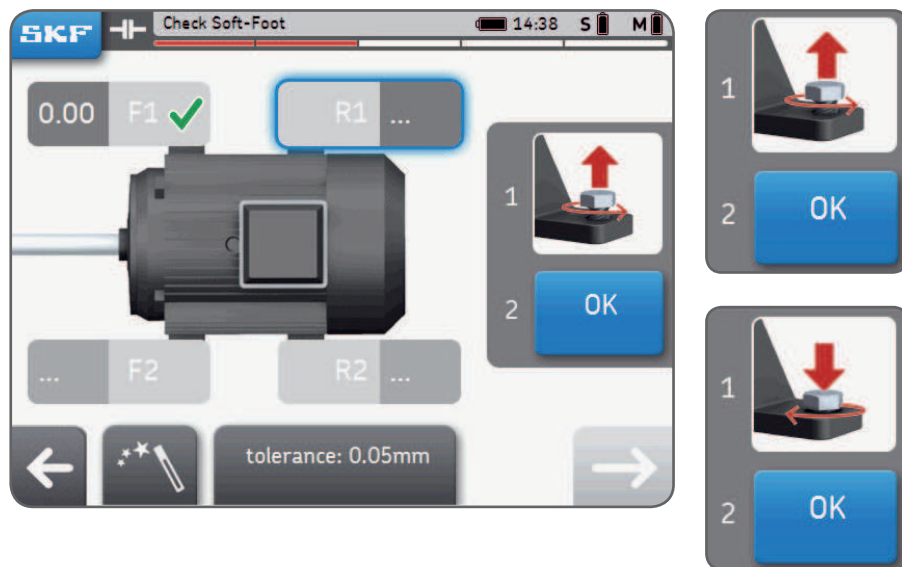 SKF
Check Soft-Foot
14:38 S M
0.00 F1
R1 ...
1
2 OK
... F2
R2 ...
tolerance: 0.05mm
1
2 OK
1
2 OK